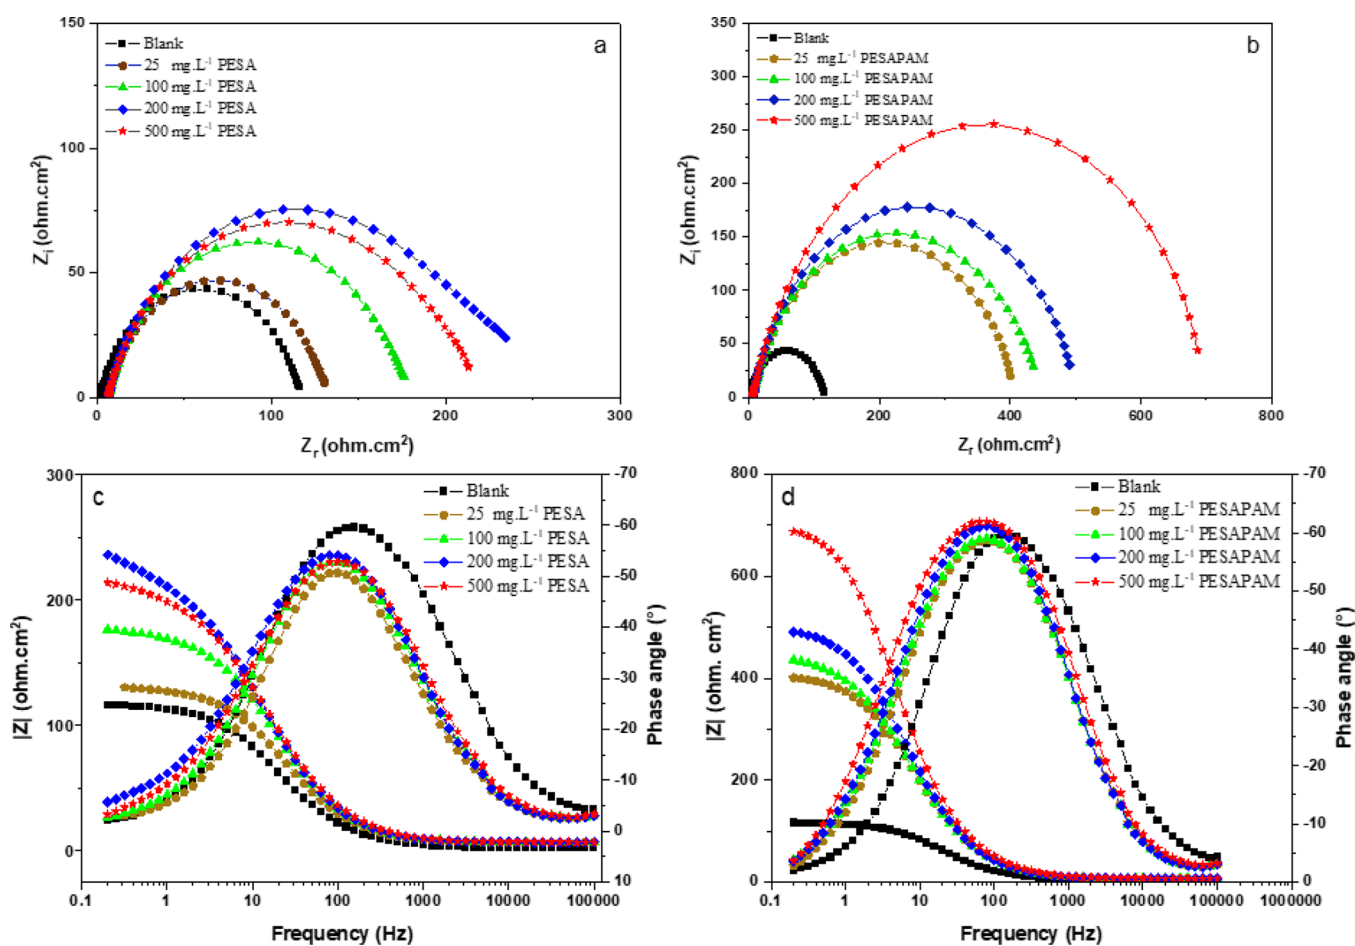 a
Blank
25 mg.L⁻¹ PESA
100 mg.L⁻¹ PESA
200 mg.L⁻¹ PESA
500 mg.L⁻¹ PESA
150
100
50
0
Zᵢ (ohm.cm²)
0 100 200 300
Zᵣ (ohm.cm²)
b
Blank
25 mg.L⁻¹ PESAPAM
100 mg.L⁻¹ PESAPAM
200 mg.L⁻¹ PESAPAM
500 mg.L⁻¹ PESAPAM
350
300
250
200
150
100
50
0
Zᵢ (ohm.cm²)
0 200 400 600 800
Zᵣ (ohm.cm²)
c
Blank
25 mg.L⁻¹ PESA
100 mg.L⁻¹ PESA
200 mg.L⁻¹ PESA
500 mg.L⁻¹ PESA
300
200
100
0
|Z| (ohm.cm²)
-70
-60
-50
-40
-30
-20
-10
0
10
Phase angle (°)
0.1 1 10 100 1000 10000 100000
Frequency (Hz)
d
Blank
25 mg.L⁻¹ PESAPAM
100 mg.L⁻¹ PESAPAM
200 mg.L⁻¹ PESAPAM
500 mg.L⁻¹ PESAPAM
800
600
400
200
0
|Z| (ohm. cm²)
-70
-60
-50
-40
-30
-20
-10
0
Phase angle (°)
0.1 1 10 100 1000 10000 100000 1000000
Frequency (Hz)